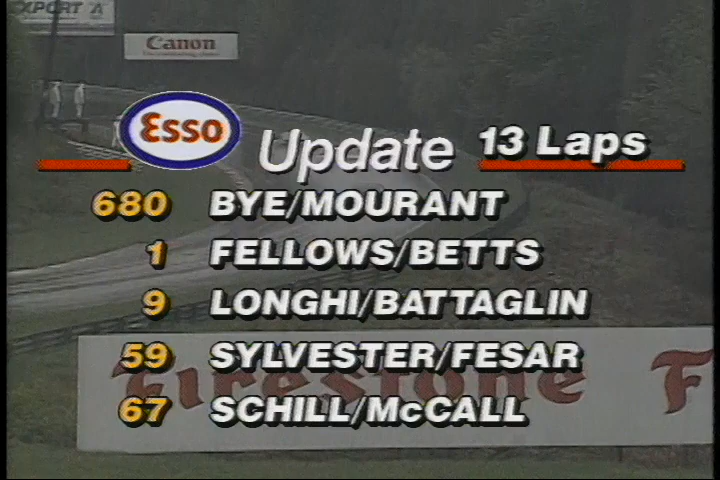 EXPORT "A"
Canon
Esso
Update 13 Laps
680 BYE/MOURANT
1 FELLOWS/BETTS
9 LONGHI/BATTAGLIN
59 SYLVESTER/FESAR
67 SCHILL/McCALL
Firestone F